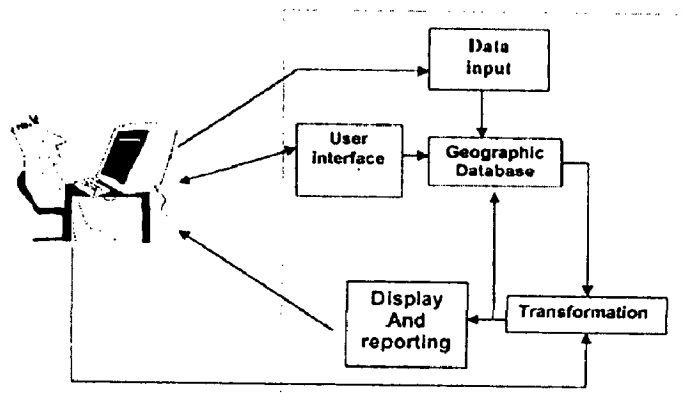 Data
input
User
Interface
Geographic
Database
Display
And
reporting
Transformation